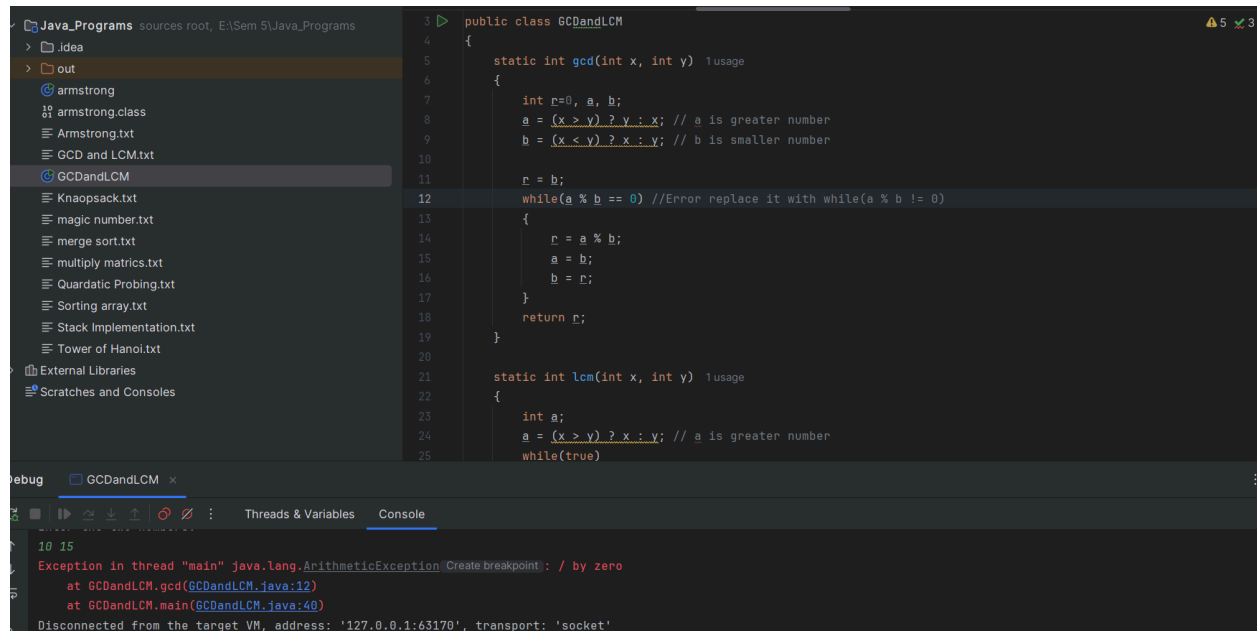 Java_Programs sources root, E:\Sem 5\Java_Programs
.idea
out
armstrong
armstrong.class
Armstrong.txt
GCD and LCM.txt
GCDandLCM
Knaopsack.txt
magic number.txt
merge sort.txt
multiply matrics.txt
Quardatic Probing.txt
Sorting array.txt
Stack Implementation.txt
Tower of Hanoi.txt
External Libraries
Scratches and Consoles
5 3
3 public class GCDandLCM
4 {
5 static int gcd(int x, int y) 1 usage
6 {
7 int r=0, a, b;
8 a = (x > y) ? y : x; // a is greater number
9 b = (x < y) ? x : y; // b is smaller number
10
11 r = b;
12 while(a % b == 0) //Error replace it with while(a % b != 0)
13 {
14 r = a % b;
15 a = b;
16 b = r;
17 }
18 return r;
19 }
20
21 static int lcm(int x, int y) 1 usage
22 {
23 int a;
24 a = (x > y) ? x : y; // a is greater number
25 while(true)
Debug GCDandLCM
Threads & Variables Console
10 15
Exception in thread "main" java.lang.ArithmeticException Create breakpoint : / by zero
at GCDandLCM.gcd(GCDandLCM.java:12)
at GCDandLCM.main(GCDandLCM.java:40)
Disconnected from the target VM, address: '127.0.0.1:63170', transport: 'socket'